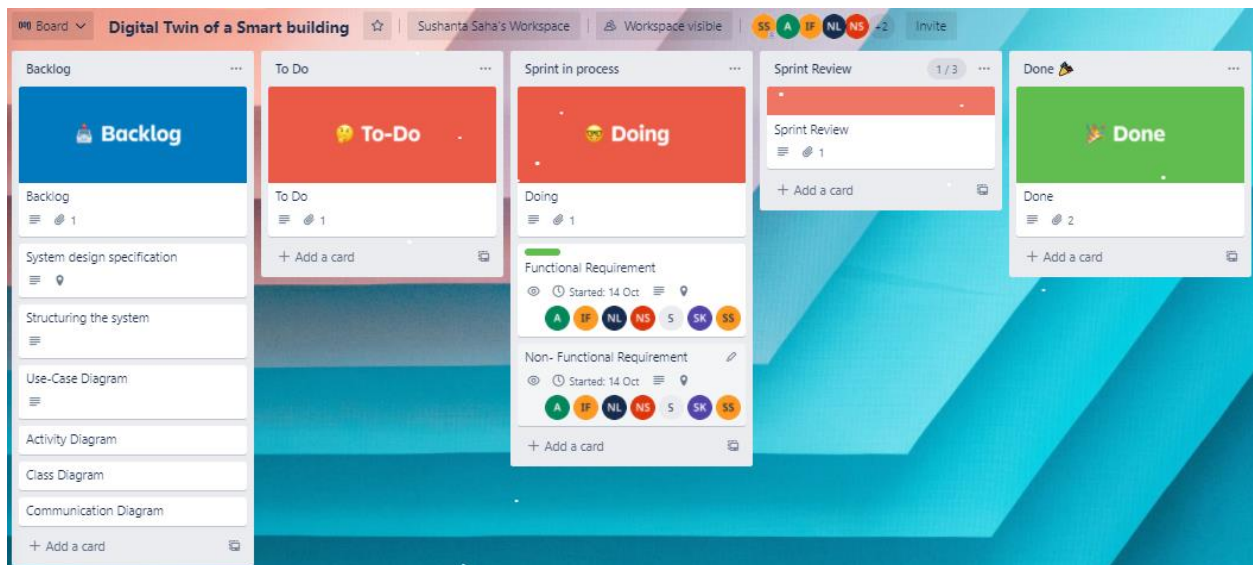 Board
Digital Twin of a Smart building
Sushanta Saha's Workspace
Workspace visible
SS A IF NL NS +2
Invite
Backlog
Backlog
Backlog
1
System design specification
Structuring the system
Use-Case Diagram
Activity Diagram
Class Diagram
Communication Diagram
+ Add a card
To Do
To-Do
To Do
1
+ Add a card
Sprint in process
Doing
Doing
1
Functional Requirement
Started: 14 Oct
A IF NL NS S SK SS
Non- Functional Requirement
Started: 14 Oct
A IF NL NS S SK SS
+ Add a card
Sprint Review
1/3
Sprint Review
1
+ Add a card
Done
Done
Done
2
+ Add a card